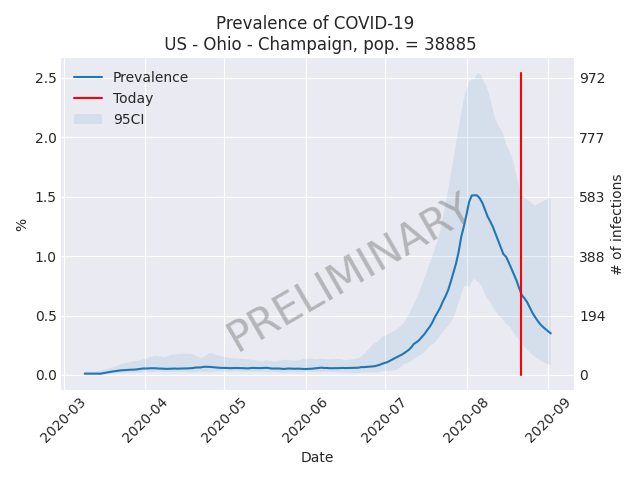 Prevalence of COVID-19
US - Ohio - Champaign, pop. = 38885
Prevalence
Today
95CI
2.5
2.0
1.5
1.0
0.5
0.0
%
972
777
583
388
194
0
# of infections
PRELIMINARY
2020-03
2020-04
2020-05
2020-06
2020-07
2020-08
2020-09
Date